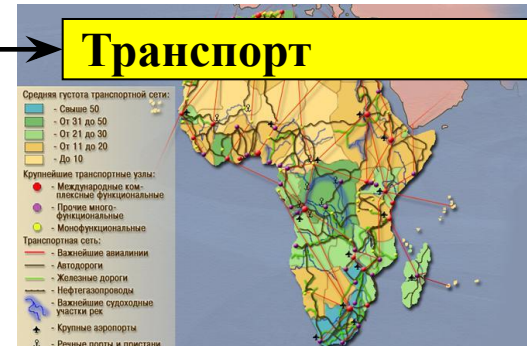 Транспорт
Средняя густота транспортной сети:
- Свыше 50
- От 31 до 50
- От 21 до 30
- От 11 до 20
- До 10
Крупнейшие транспортные узлы:
- Международные ком-
плексные функциональные
- Прочие много-
функциональные
- Монофункциональные
Транспортная сеть:
- Важнейшие авиалинии
- Автодороги
- Железные дороги
- Нефтегазопроводы
- Важнейшие судоходные
участки рек
- Крупные аэропорты
- Речные порты и пристани